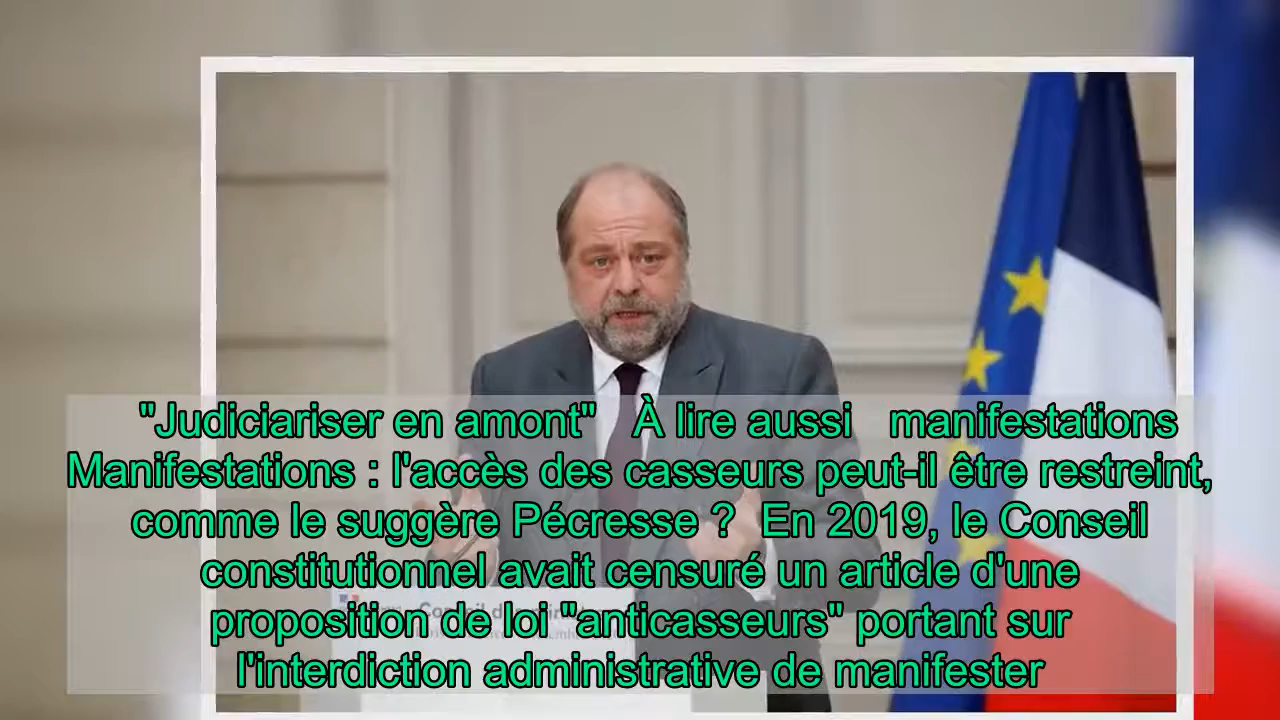 "Judiciariser en amont" À lire aussi manifestations
Manifestations : l'accès des casseurs peut-il être restreint,
comme le suggère Pécresse ? En 2019, le Conseil
constitutionnel avait censuré un article d'une
proposition de loi "anticasseurs" portant sur
l'interdiction administrative de manifester